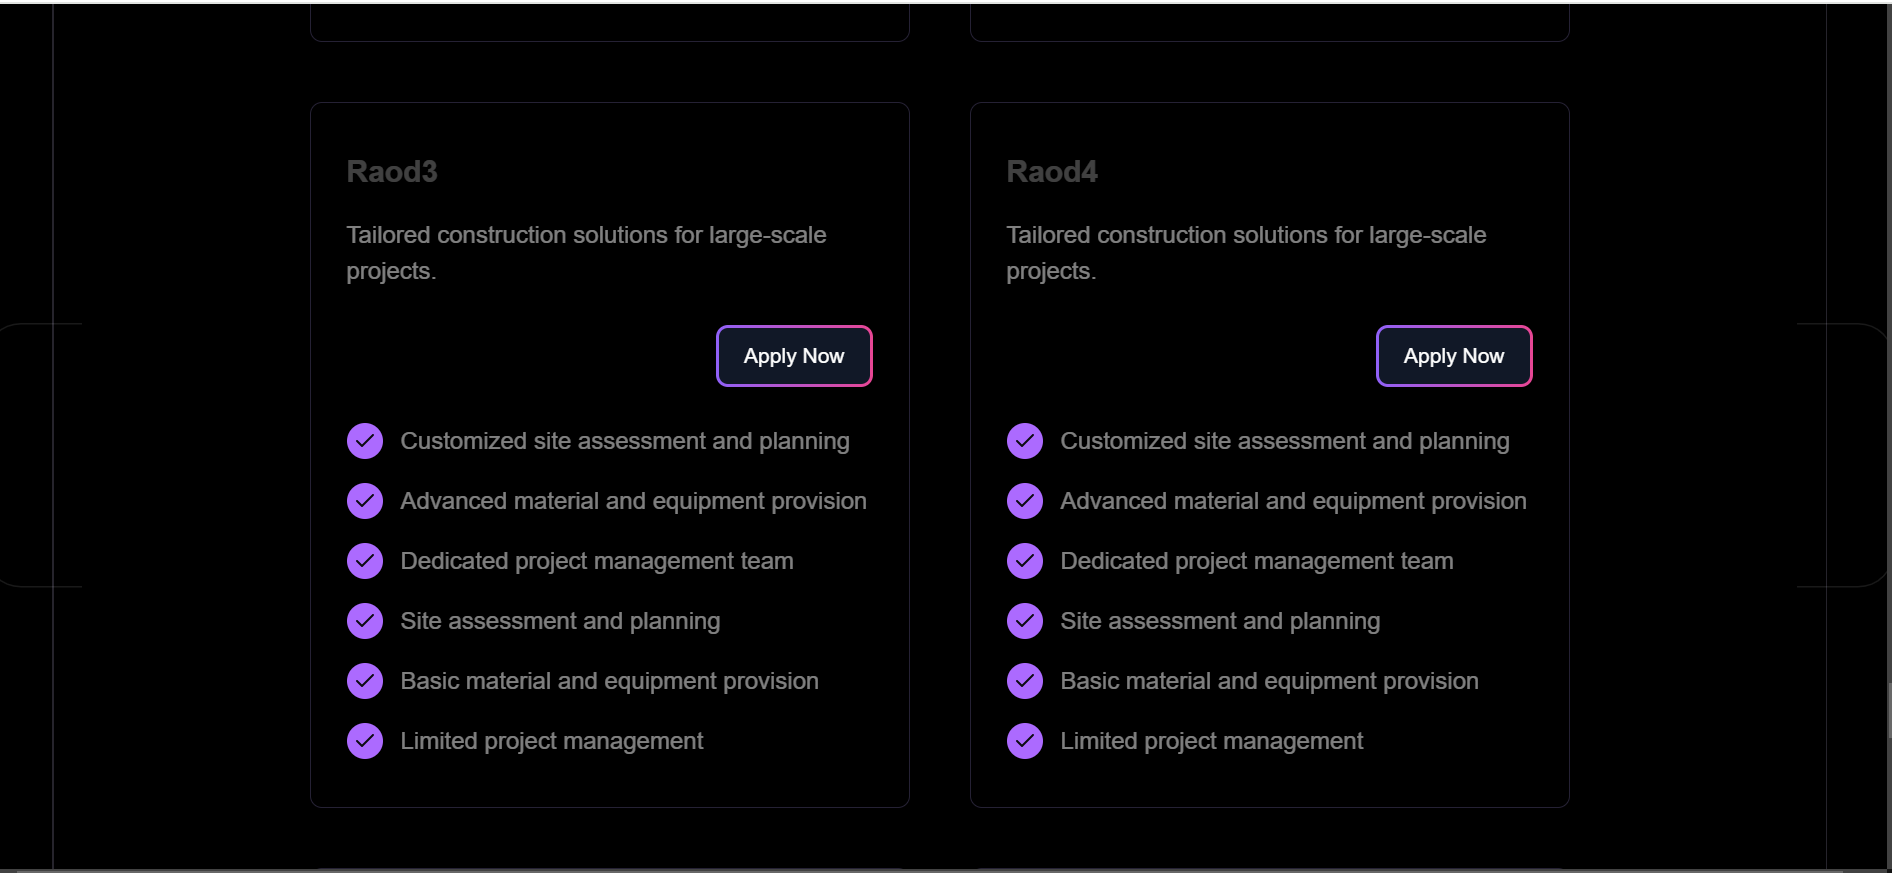 Raod3
Tailored construction solutions for large-scale
projects.
Apply Now
Customized site assessment and planning
Advanced material and equipment provision
Dedicated project management team
Site assessment and planning
Basic material and equipment provision
Limited project management
Raod4
Tailored construction solutions for large-scale
projects.
Apply Now
Customized site assessment and planning
Advanced material and equipment provision
Dedicated project management team
Site assessment and planning
Basic material and equipment provision
Limited project management